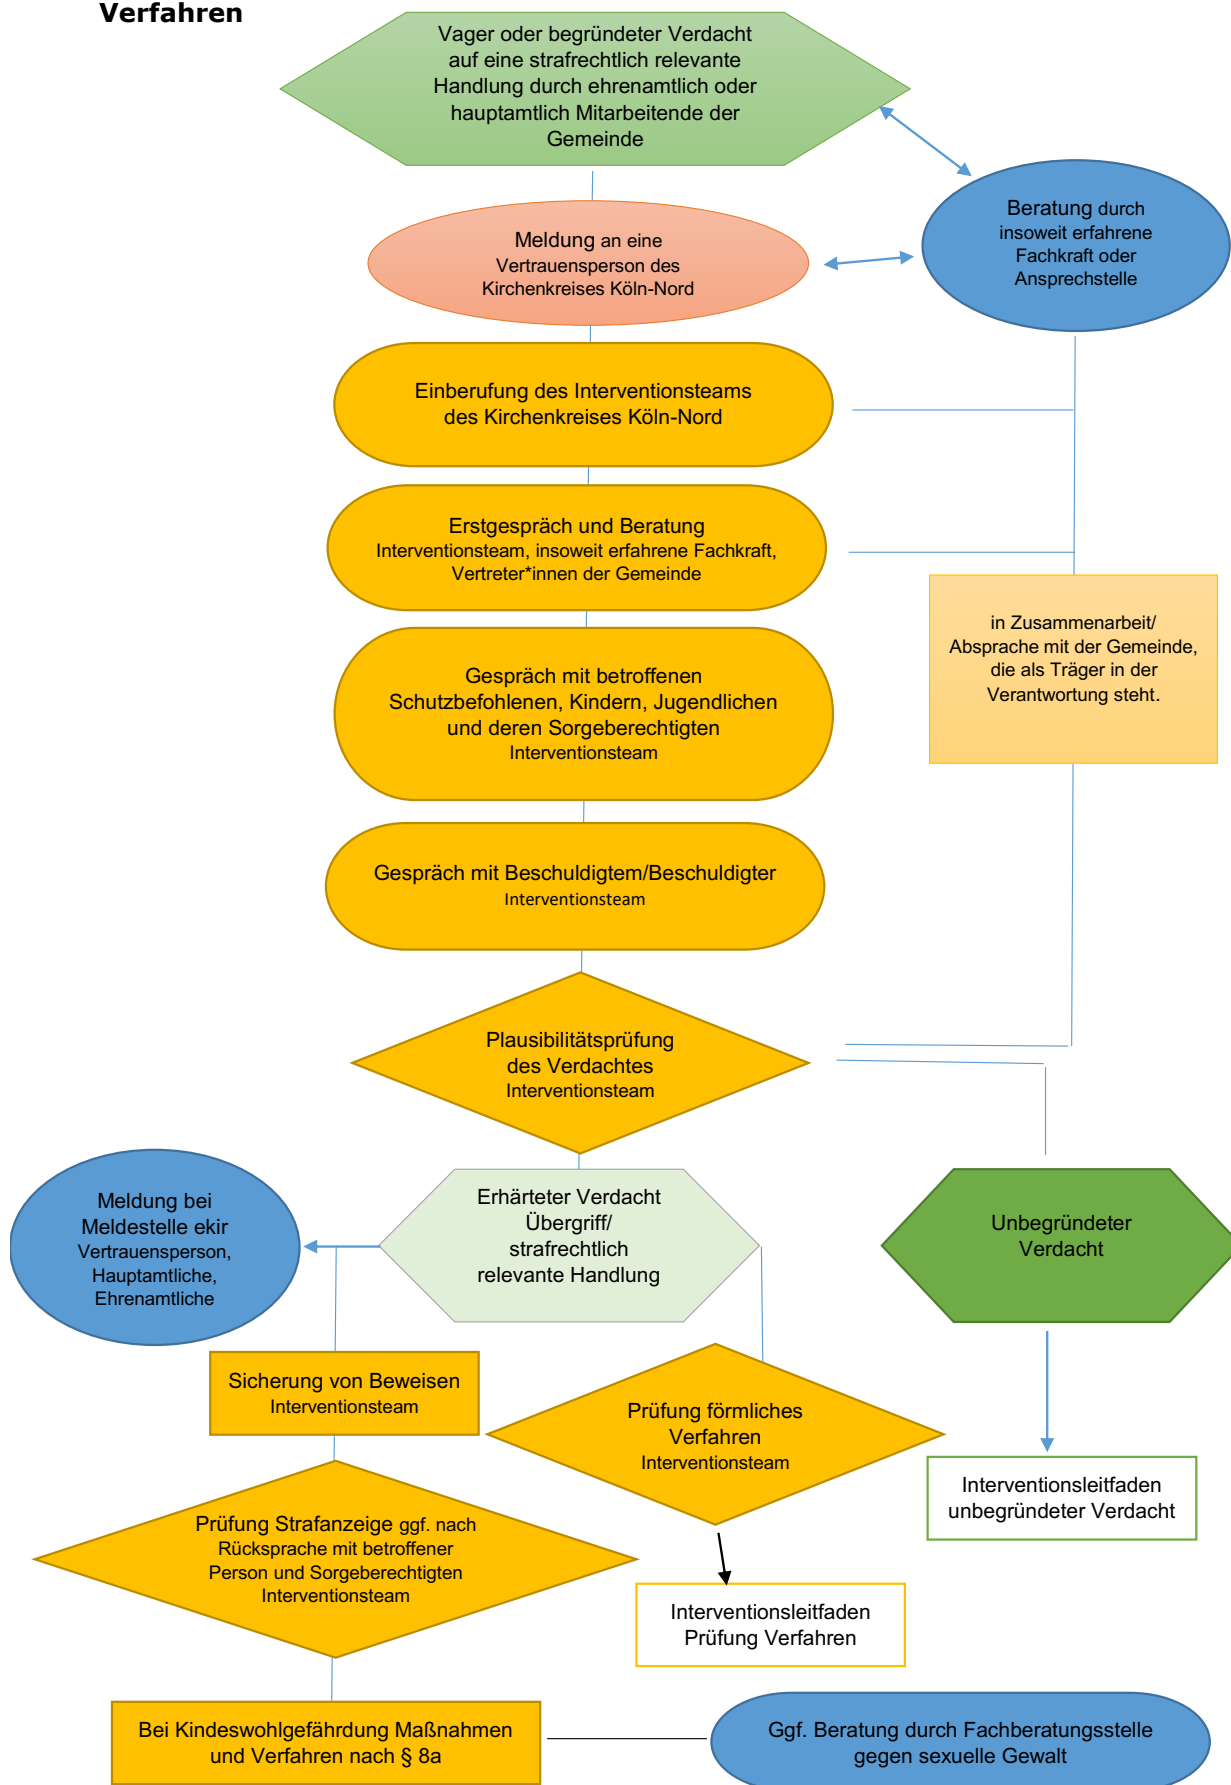 Verfahren
Vager oder begründeter Verdacht
auf eine strafrechtlich relevante
Handlung durch ehrenamtlich oder
hauptamtlich Mitarbeitende der
Gemeinde
Beratung durch
insoweit erfahrene
Fachkraft oder
Ansprechstelle
Meldung an eine
Vertrauensperson des
Kirchenkreises Köln-Nord
Einberufung des Interventionsteams
des Kirchenkreises Köln-Nord
Erstgespräch und Beratung
Interventionsteam, insoweit erfahrene Fachkraft,
Vertreter*innen der Gemeinde
in Zusammenarbeit/
Absprache mit der Gemeinde,
die als Träger in der
Verantwortung steht.
Gespräch mit betroffenen
Schutzbefohlenen, Kindern, Jugendlichen
und deren Sorgeberechtigten
Interventionsteam
Gespräch mit Beschuldigtem/Beschuldigter
Interventionsteam
Plausibilitätsprüfung
des Verdachtes
Interventionsteam
Meldung bei
Meldestelle ekir
Vertrauensperson,
Hauptamtliche,
Ehrenamtliche
Erhärteter Verdacht
Übergriff/
strafrechtlich
relevante Handlung
Unbegründeter
Verdacht
Sicherung von Beweisen
Interventionsteam
Prüfung förmliches
Verfahren
Interventionsteam
Interventionsleitfaden
unbegründeter Verdacht
Prüfung Strafanzeige ggf. nach
Rücksprache mit betroffener
Person und Sorgeberechtigten
Interventionsteam
Interventionsleitfaden
Prüfung Verfahren
Bei Kindeswohlgefährdung Maßnahmen
und Verfahren nach § 8a
Ggf. Beratung durch Fachberatungsstelle
gegen sexuelle Gewalt